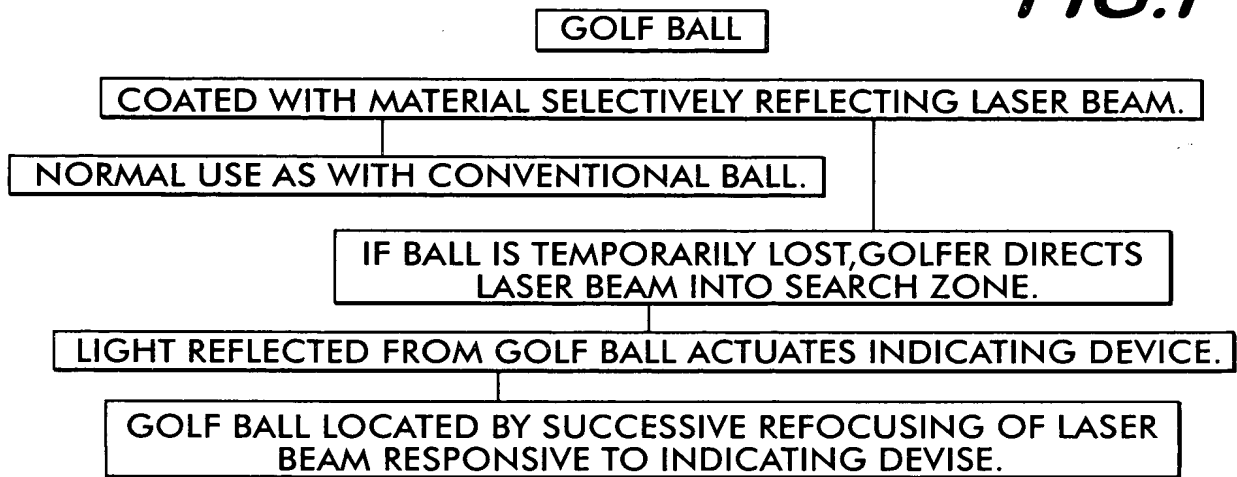 FIG.1
GOLF BALL
COATED WITH MATERIAL SELECTIVELY REFLECTING LASER BEAM.
NORMAL USE AS WITH CONVENTIONAL BALL.
IF BALL IS TEMPORARILY LOST,GOLFER DIRECTS
LASER BEAM INTO SEARCH ZONE.
LIGHT REFLECTED FROM GOLF BALL ACTUATES INDICATING DEVICE.
GOLF BALL LOCATED BY SUCCESSIVE REFOCUSING OF LASER
BEAM RESPONSIVE TO INDICATING DEVISE.